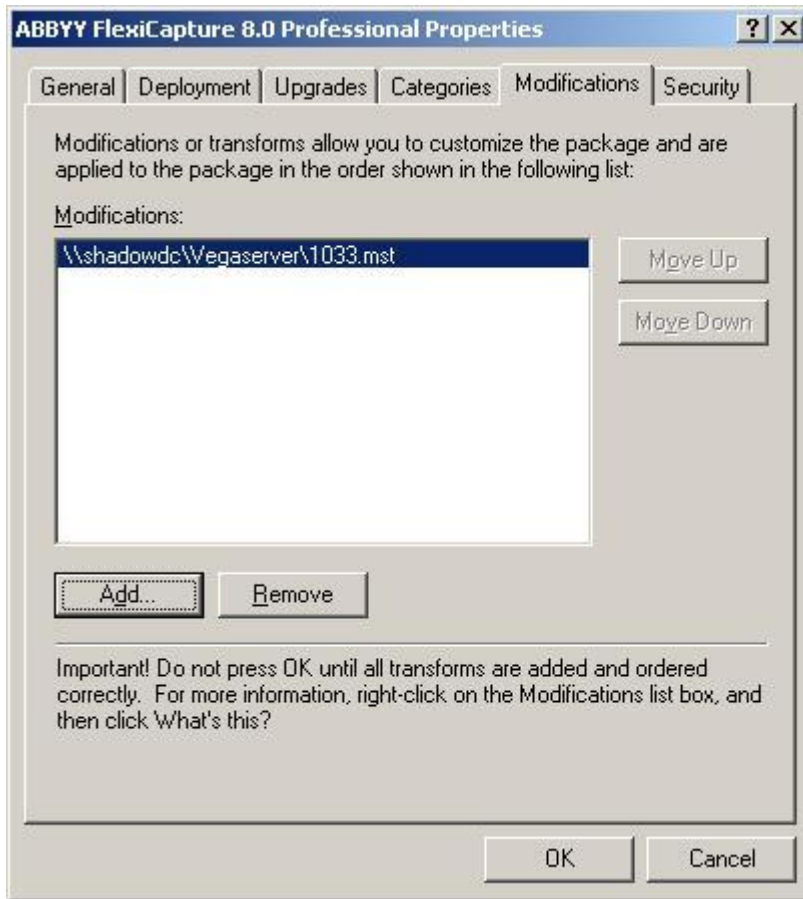 ABBYY FlexiCapture 8.0 Professional Properties
General Deployment Upgrades Categories Modifications Security
Modifications or transforms allow you to customize the package and are
applied to the package in the order shown in the following list:
Modifications:
\\shadowdc\Vegaserver\1033.mst
Move Up
Move Down
Add... Remove
Important! Do not press OK until all transforms are added and ordered
correctly. For more information, right-click on the Modifications list box, and
then click What's this?
OK Cancel